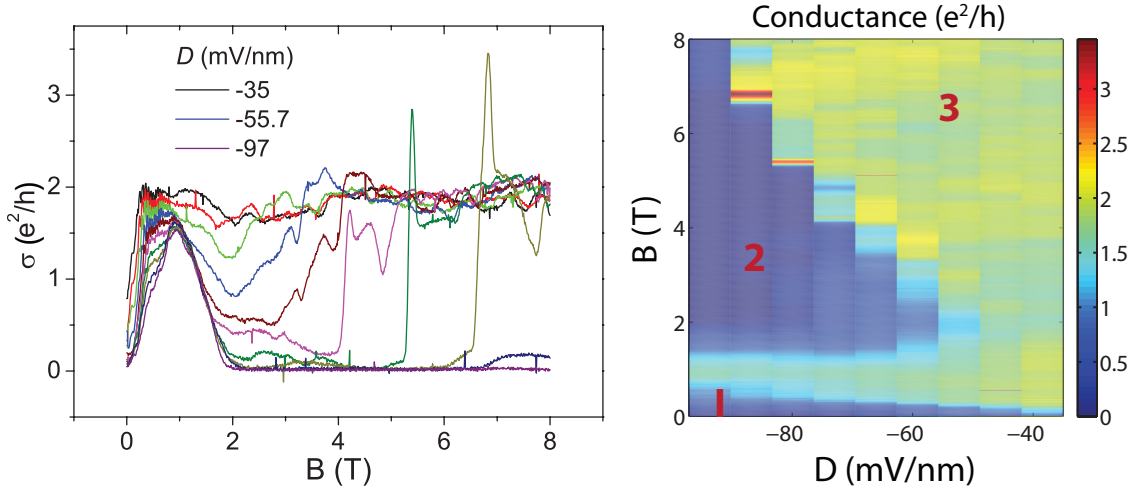 D (mV/nm)
-35
-55.7
-97
σ (e²/h)
3
2
1
0
0 2 4 6 8
B (T)
Conductance (e²/h)
B (T)
8
6
4
2
0
1
2
3
−80 −60 −40
D (mV/nm)
3
2.5
2
1.5
1
0.5
0